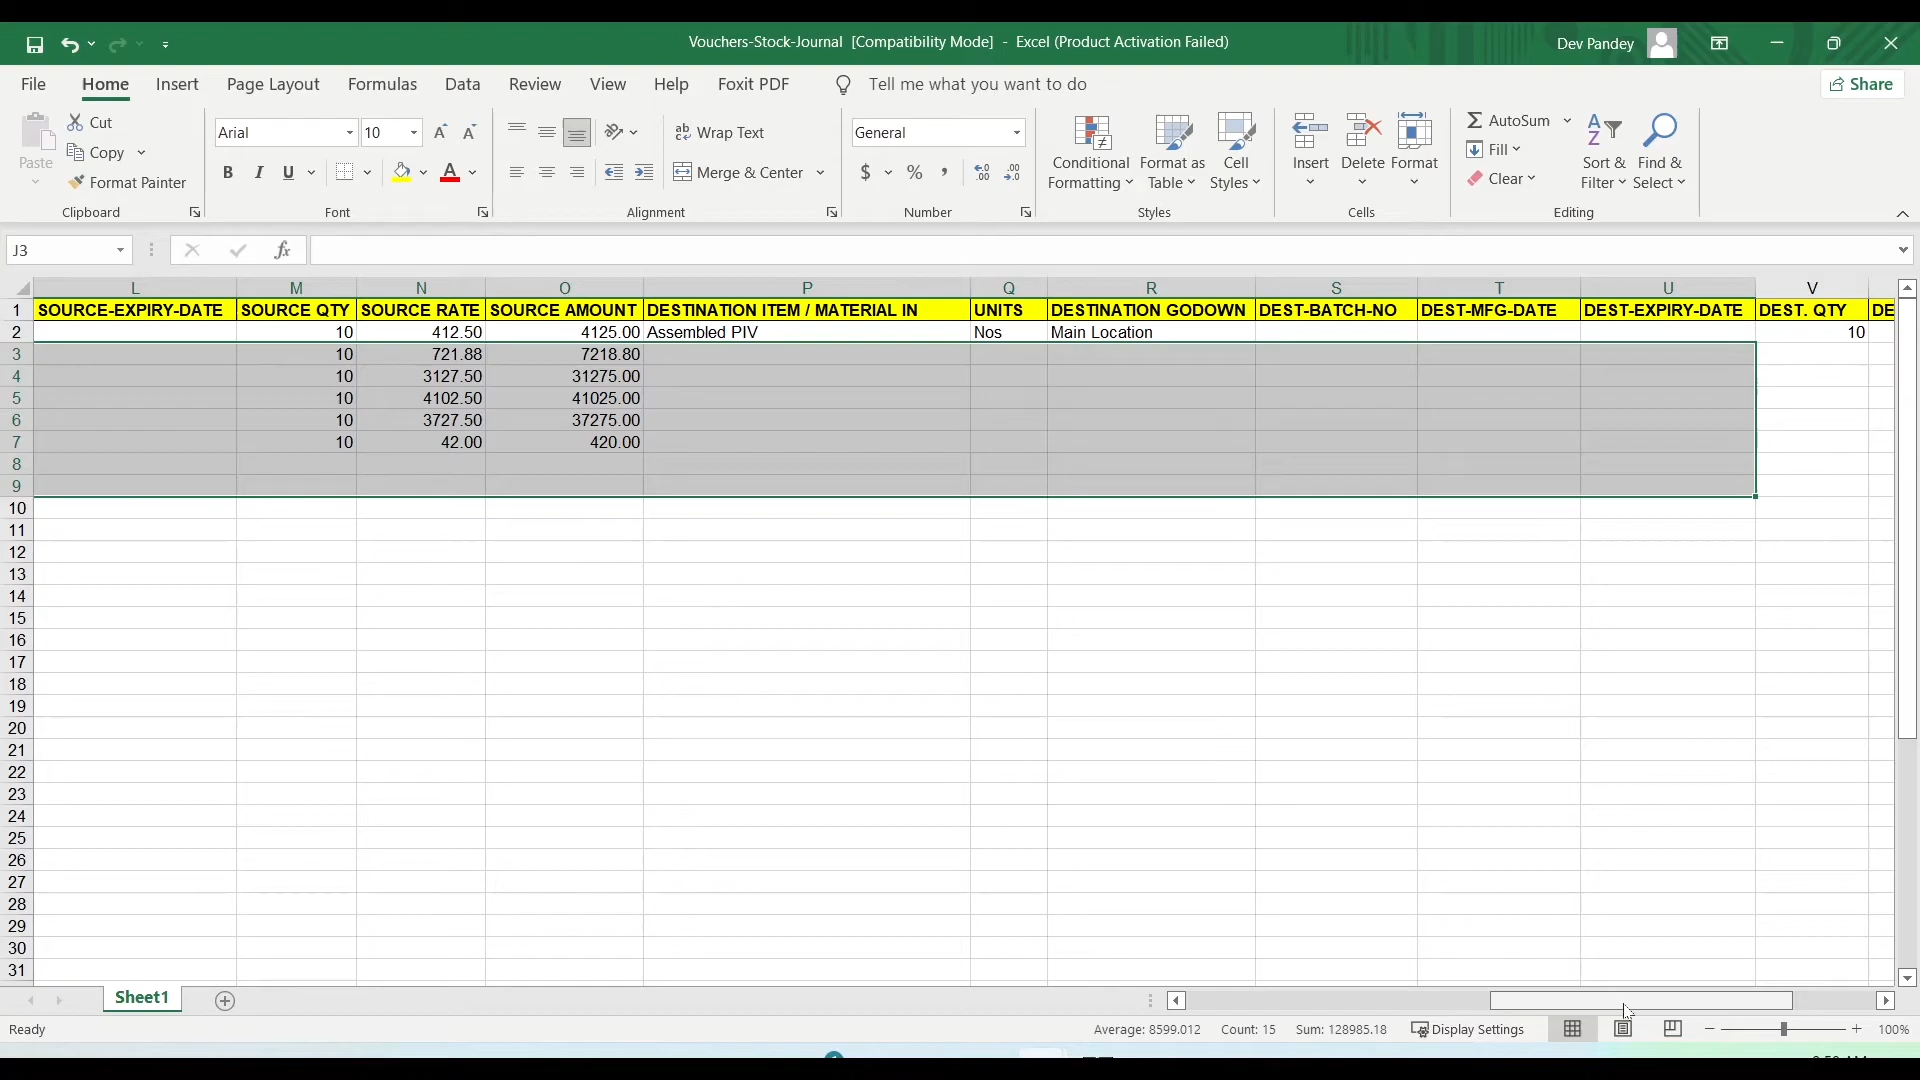 Vouchers-Stock-Journal [Compatibility Mode] - Excel (Product Activation Failed)
Dev Pandey
File Home Insert Page Layout Formulas Data Review View Help Foxit PDF Tell me what you want to do
Share
Paste
Cut
Copy
Format Painter
Clipboard
Arial 10
B I U
Font
Wrap Text
Merge & Center
Alignment
General
$ % ,
Number
Conditional Formatting
Format as Table
Cell Styles
Styles
Insert
Delete
Format
Cells
AutoSum
Fill
Clear
Sort & Filter
Find & Select
Editing
J3
fx
L M N O P Q R S T U V
1 SOURCE-EXPIRY-DATE SOURCE QTY SOURCE RATE SOURCE AMOUNT DESTINATION ITEM / MATERIAL IN UNITS DESTINATION GODOWN DEST-BATCH-NO DEST-MFG-DATE DEST-EXPIRY-DATE DEST. QTY DE
2 10 412.50 4125.00 Assembled PIV Nos Main Location 10
3 10 721.88 7218.80
4 10 3127.50 31275.00
5 10 4102.50 41025.00
6 10 3727.50 37275.00
7 10 42.00 420.00
8
9
10
11
12
13
14
15
16
17
18
19
20
21
22
23
24
25
26
27
28
29
30
31
Sheet1
Ready
Average: 8599.012 Count: 15 Sum: 128985.18 Display Settings 100%